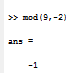 >> mod(9,-2)
ans =
-1